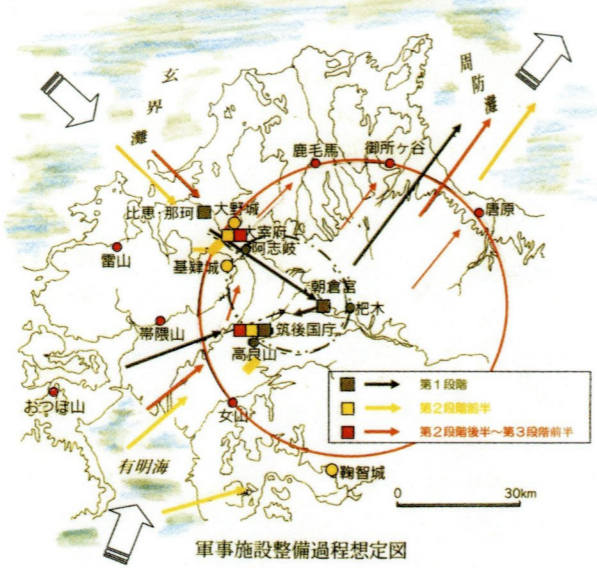 玄界灘
周防灘
鹿毛馬
御所ヶ谷
比恵・那珂
大野城
唐原
大宰府
阿志岐
雷山
基肄城
朝倉宮
杷木
帯隈山
筑後国庁
高良山
おつぼ山
女山
第1段階
第2段階前半
第2段階後半～第3段階前半
有明海
鞠智城
0 30km
軍事施設整備過程想定図